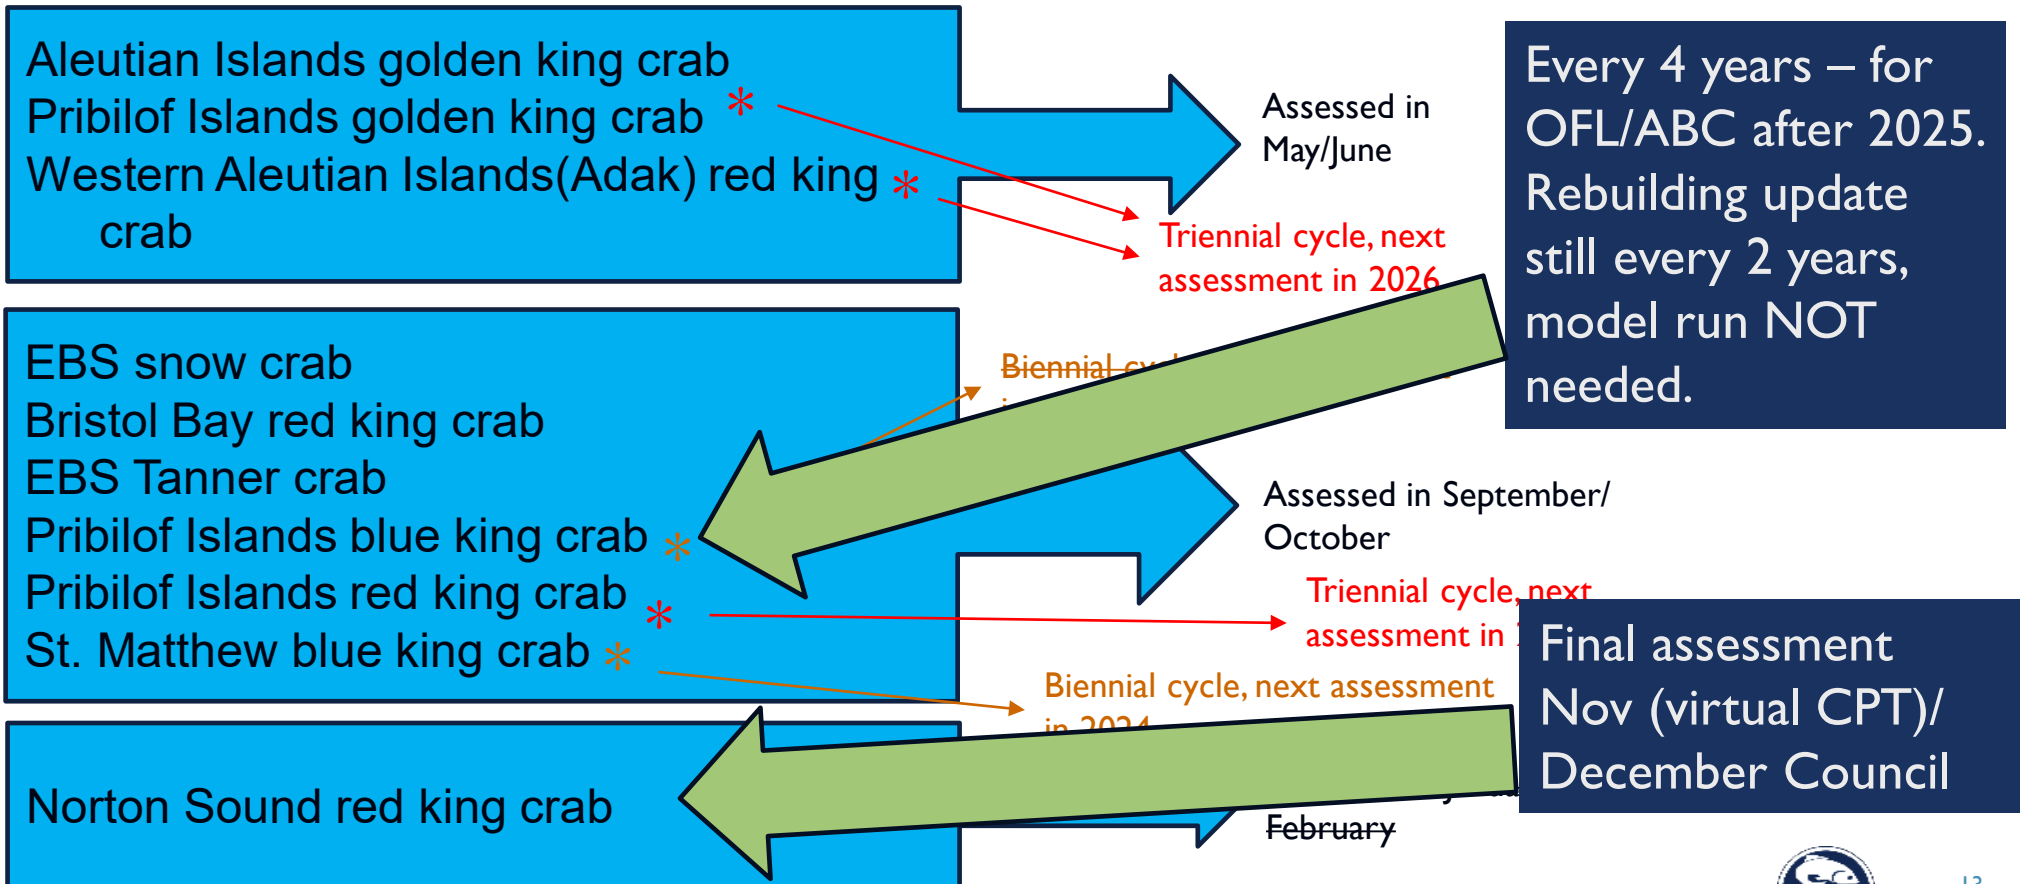 Aleutian Islands golden king crab
Pribilof Islands golden king crab *
Western Aleutian Islands(Adak) red king *
crab
Assessed in
May/June
Triennial cycle, next
assessment in 2026
Every 4 years – for
OFL/ABC after 2025.
Rebuilding update
still every 2 years,
model run NOT
needed.
EBS snow crab
Bristol Bay red king crab
EBS Tanner crab
Pribilof Islands blue king crab *
Pribilof Islands red king crab *
St. Matthew blue king crab *
Biennial
Assessed in September/
October
Triennial cycle, next
assessment in
Biennial cycle, next assessment
in 2024
Norton Sound red king crab
February
Final assessment
Nov (virtual CPT)/
December Council
13